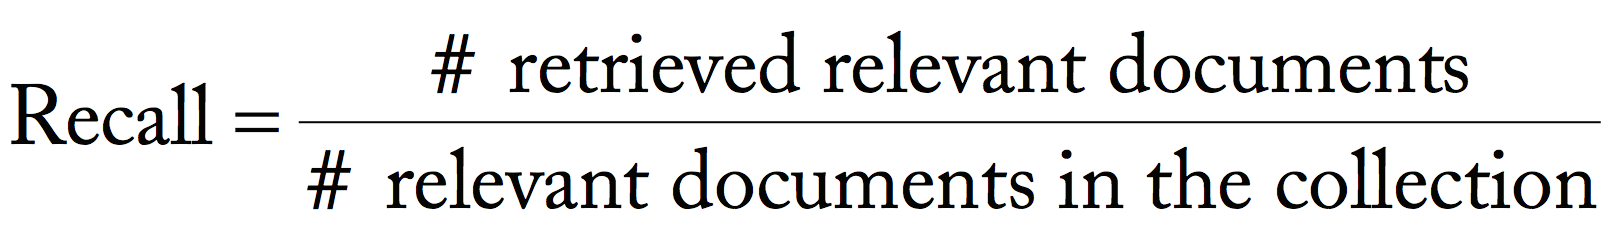 # retrieved relevant documents
Recall =
# relevant documents in the collection